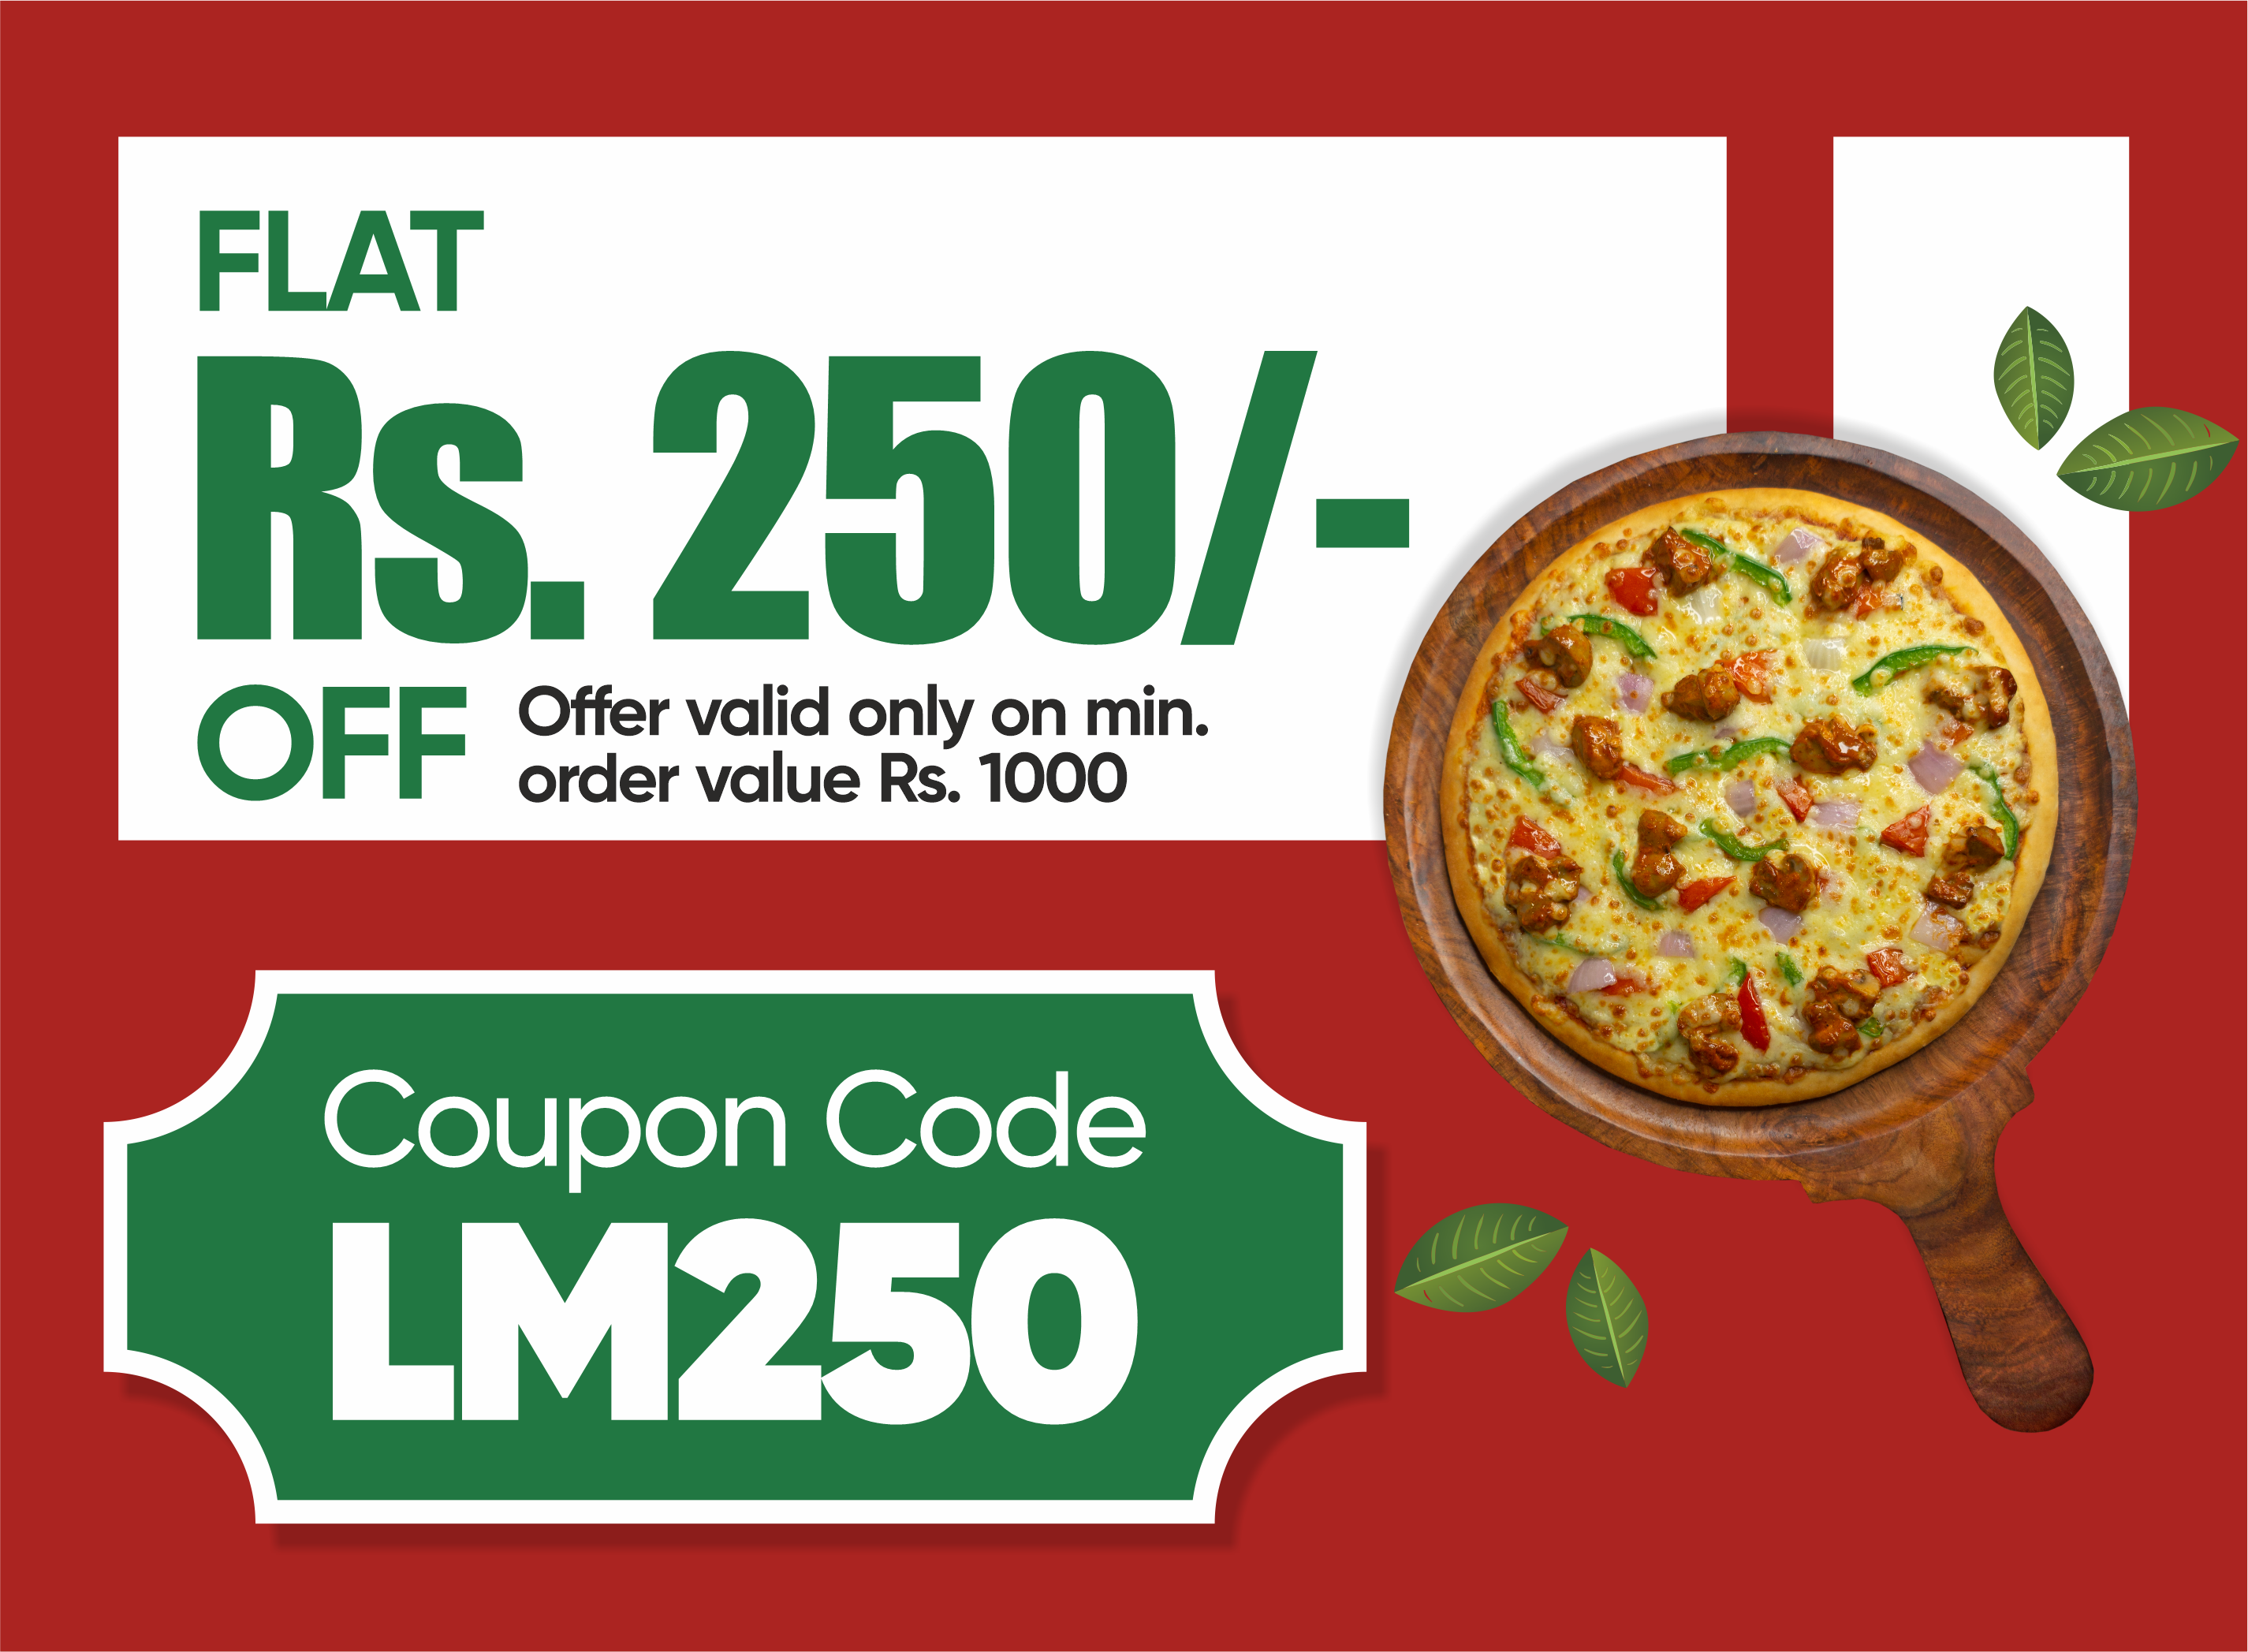 FLAT
Rs. 250/-
OFF
Offer valid only on min.
order value Rs. 1000
Coupon Code
LM250